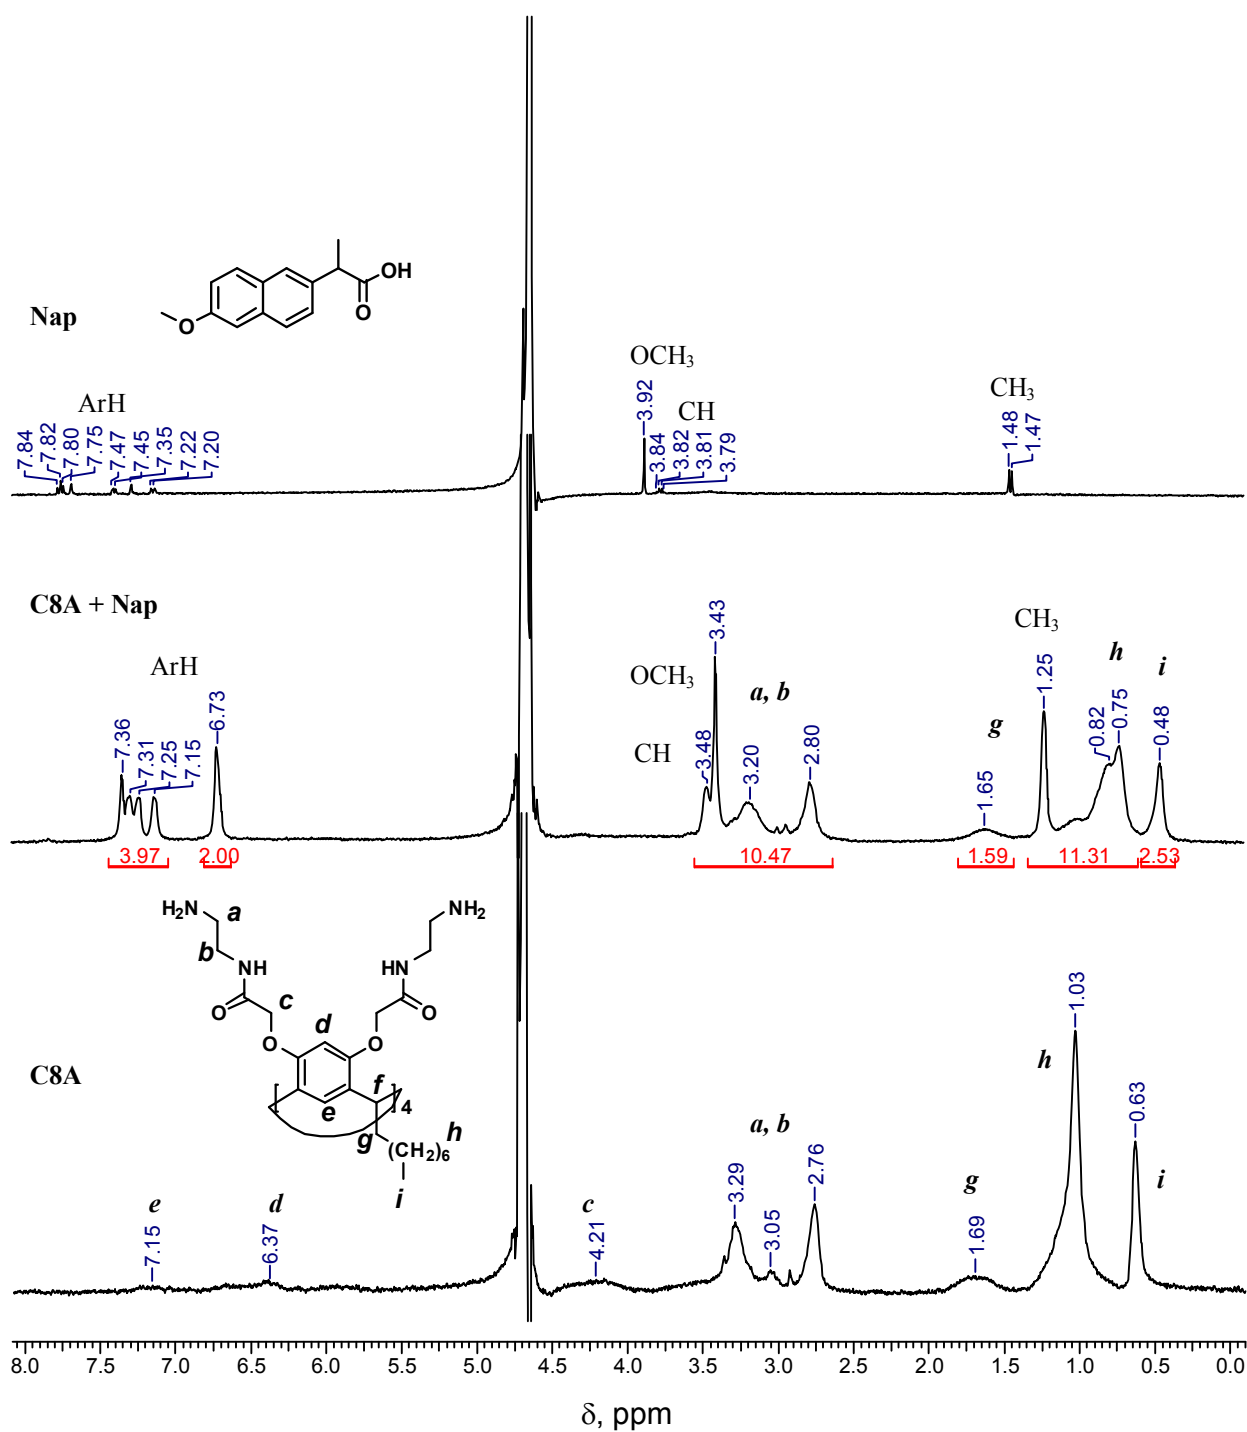 Nap
OH
O
O
ArH
7.84
7.82
7.80
7.75
7.47
7.45
7.35
7.22
7.20
OCH₃
3.92
CH
3.84
3.82
3.81
3.79
CH₃
1.48
1.47
C8A + Nap
ArH
7.36
7.31
7.25
7.15
6.73
OCH₃
CH
3.48
3.43
a, b
3.20
2.80
g
1.65
CH₃
1.25
h
0.82
0.75
i
0.48
3.97
2.00
10.47
1.59
11.31
2.53
C8A
H₂N
a
b
NH
O
c
O
d
NH₂
HN
O
O
f
e
4
g
h
(CH₂)₆
i
e
7.15
d
6.37
c
4.21
a, b
3.29
3.05
2.76
g
1.69
h
1.03
i
0.63
8.0 7.5 7.0 6.5 6.0 5.5 5.0 4.5 4.0 3.5 3.0 2.5 2.0 1.5 1.0 0.5 0.0
δ, ppm